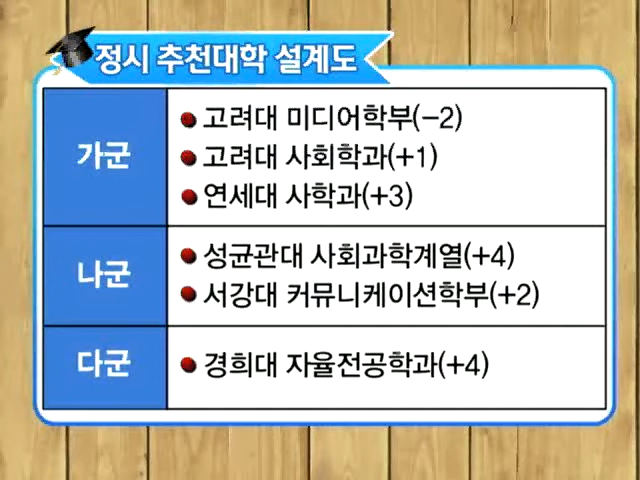 정시 추천대학 설계도
가군
고려대 미디어학부(-2)
고려대 사회학과(+1)
연세대 사학과(+3)
나군
성균관대 사회과학계열(+4)
서강대 커뮤니케이션학부(+2)
다군
경희대 자율전공학과(+4)